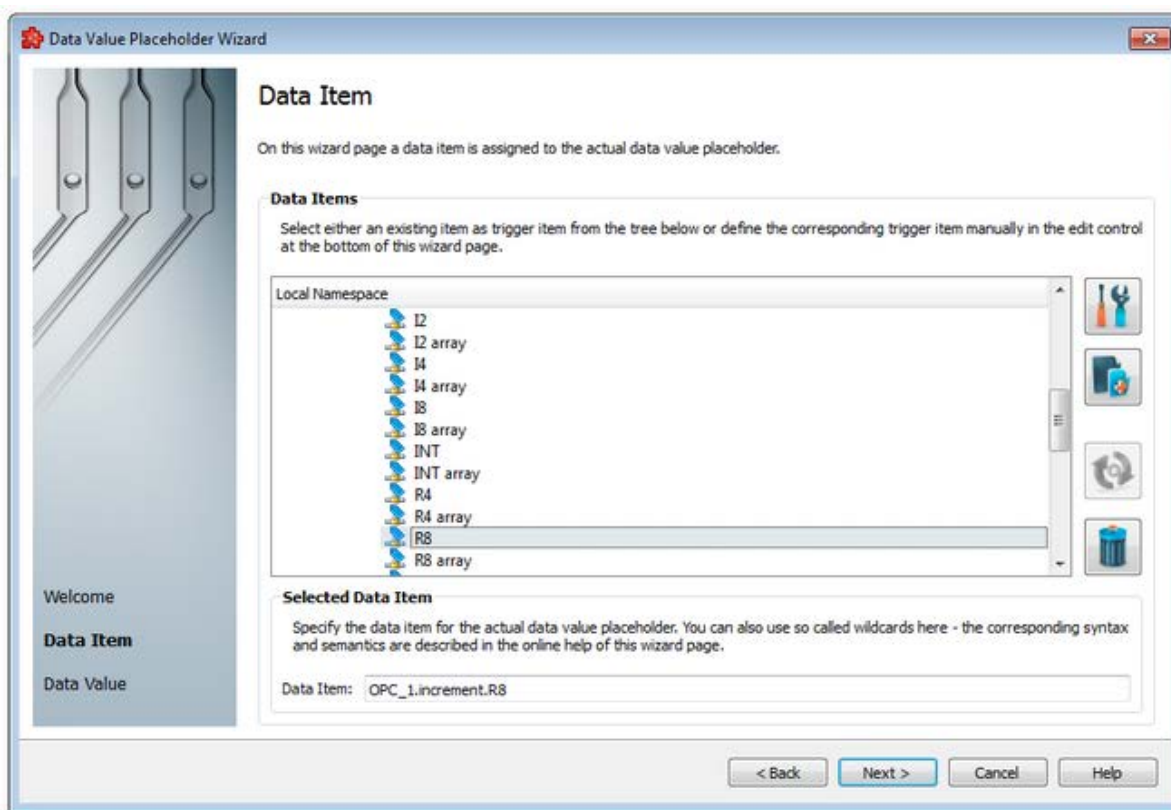 Data Value Placeholder Wizard
Data Item
On this wizard page a data item is assigned to the actual data value placeholder.
Data Items
Select either an existing item as trigger item from the tree below or define the corresponding trigger item manually in the edit control
at the bottom of this wizard page.
Local Namespace
I2
I2 array
I4
I4 array
I8
I8 array
INT
INT array
R4
R4 array
R8
R8 array
Welcome
Data Item
Data Value
Selected Data Item
Specify the data item for the actual data value placeholder. You can also use so called wildcards here - the corresponding syntax
and semantics are described in the online help of this wizard page.
Data Item: OPC_1.increment.R8
< Back Next > Cancel Help